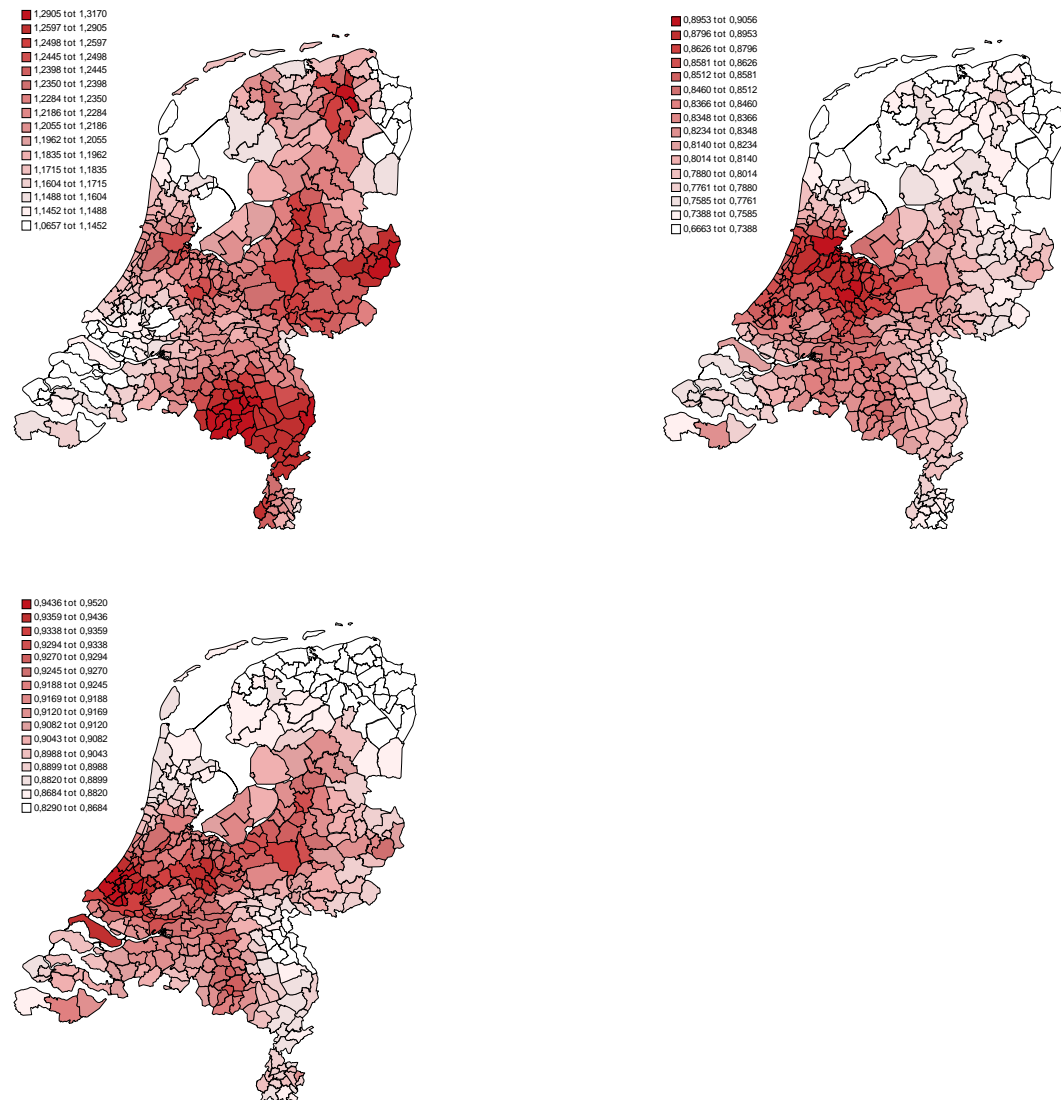 1,2905 tot 1,3170
1,2597 tot 1,2905
1,2498 tot 1,2597
1,2445 tot 1,2498
1,2398 tot 1,2445
1,2350 tot 1,2398
1,2284 tot 1,2350
1,2186 tot 1,2284
1,2055 tot 1,2186
1,1962 tot 1,2055
1,1835 tot 1,1962
1,1715 tot 1,1835
1,1604 tot 1,1715
1,1488 tot 1,1604
1,1452 tot 1,1488
1,0657 tot 1,1452
0,8953 tot 0,9056
0,8796 tot 0,8953
0,8626 tot 0,8796
0,8581 tot 0,8626
0,8512 tot 0,8581
0,8460 tot 0,8512
0,8366 tot 0,8460
0,8348 tot 0,8366
0,8234 tot 0,8348
0,8140 tot 0,8234
0,8014 tot 0,8140
0,7880 tot 0,8014
0,7761 tot 0,7880
0,7585 tot 0,7761
0,7388 tot 0,7585
0,6663 tot 0,7388
0,9436 tot 0,9520
0,9359 tot 0,9436
0,9338 tot 0,9359
0,9294 tot 0,9338
0,9270 tot 0,9294
0,9245 tot 0,9270
0,9188 tot 0,9245
0,9169 tot 0,9188
0,9120 tot 0,9169
0,9082 tot 0,9120
0,9043 tot 0,9082
0,8988 tot 0,9043
0,8899 tot 0,8988
0,8820 tot 0,8899
0,8684 tot 0,8820
0,8290 tot 0,8684